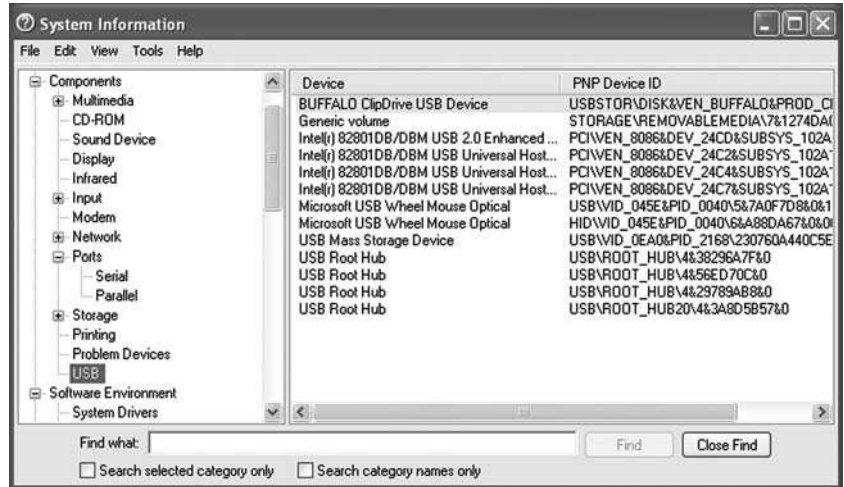 System Information
File Edit View Tools Help
Components
Multimedia
CD-ROM
Sound Device
Display
Infrared
Input
Modem
Network
Ports
Serial
Parallel
Storage
Printing
Problem Devices
USB
Software Environment
System Drivers
Device PNP Device ID
BUFFALO ClipDrive USB Device USBSTOR\DISK&VEN_BUFFALO&PROD_CI
Generic volume STORAGE\REMOVABLEMEDIA\7&1274DA(
Intel(r) 82801DB/DBM USB 2.0 Enhanced ... PCI\VEN_8086&DEV_24CD&SUBSYS_102A
Intel(r) 82801DB/DBM USB Universal Host... PCI\VEN_8086&DEV_24C2&SUBSYS_102A
Intel(r) 82801DB/DBM USB Universal Host... PCI\VEN_8086&DEV_24C4&SUBSYS_102A
Intel(r) 82801DB/DBM USB Universal Host... PCI\VEN_8086&DEV_24C7&SUBSYS_102A
Microsoft USB Wheel Mouse Optical USB\VID_045E&PID_0040\5&7A0F7D8&0&1
Microsoft USB Wheel Mouse Optical HID\VID_045E&PID_0040\6&A88DA67&0&0
USB Mass Storage Device USB\VID_0EA0&PID_2168\230760A440C5E
USB Root Hub USB\ROOT_HUB\4&38296A7F&0
USB Root Hub USB\ROOT_HUB\4&56ED70C&0
USB Root Hub USB\ROOT_HUB\4&29789AB8&0
USB Root Hub USB\ROOT_HUB20\4&3A8D5B57&0
Find what: Find Close Find
Search selected category only Search category names only